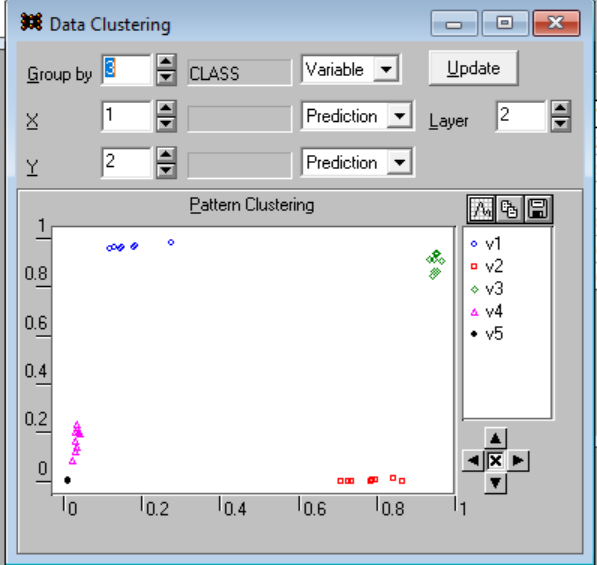 Data Clustering
Group by 3 CLASS Variable Update
X 1 Prediction Layer 2
Y 2 Prediction
Pattern Clustering
1
0.8
0.6
0.4
0.2
0
0 0.2 0.4 0.6 0.8 1
v1
v2
v3
v4
v5